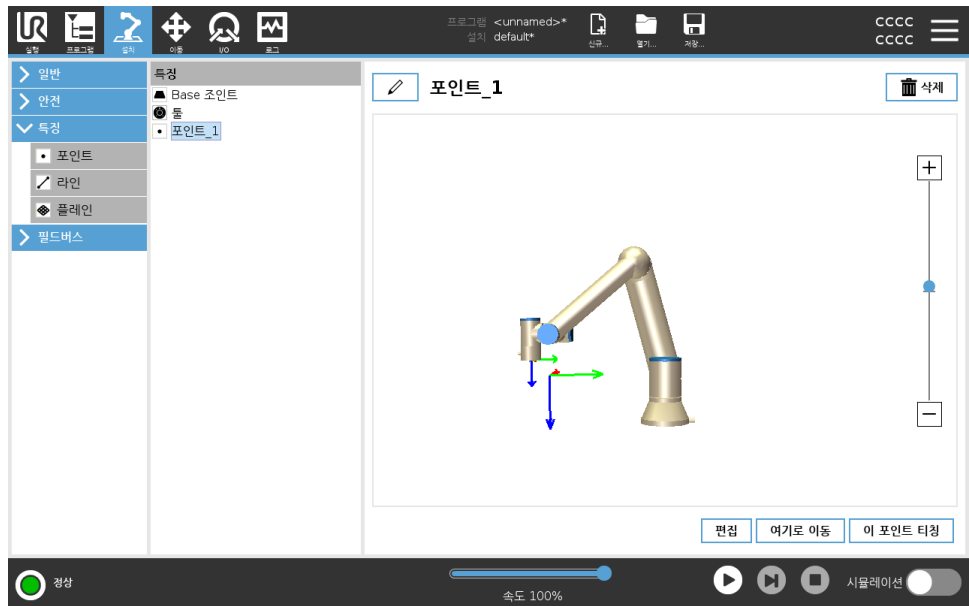 UR
실행
프로그램
설치
이동
I/O
로그
프로그램 <unnamed>*
설치 default*
신규...
열기...
저장...
cccc
cccc
일반
안전
특징
포인트
라인
플레인
필드버스
특징
Base 조인트
툴
포인트_1
포인트_1
삭제
편집
여기로 이동
이 포인트 티칭
정상
속도 100%
시뮬레이션